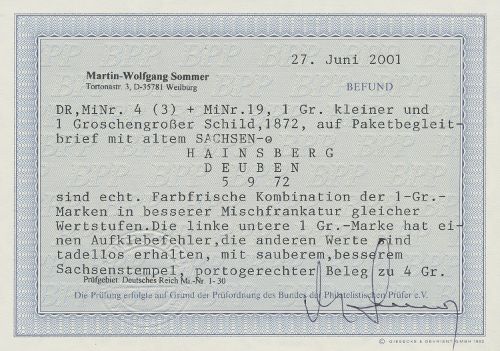 27. Juni 2001
Martin-Wolfgang Sommer
Tortonastr. 3, D-35781 Weilburg
BEFUND
DR,MiNr. 4 (3) + MiNr.19, 1 Gr. kleiner und
1 Groschengroßer Schild,1872, auf Paketbegleit-
brief mit altem SACHSEN-⊙
H A I N S B E R G
D E U B E N
5 9 72
sind echt. Farbfrische Kombination der 1-Gr.-
Marken in besserer Mischfrankatur gleicher
Wertstufen.Die linke untere 1 Gr.-Marke hat ei-
nen Aufklebefehler,die anderen Werte sind
tadellos erhalten, mit sauberem,besserem
Sachsenstempel, portogerechter Beleg zu 4 Gr.
Prüfgebiet Deutsches Reich Mi.-Nr. 1- 30
Die Prüfung erfolgte auf Grund der Prüfordnung des Bundes der Philatelistischen Prüfer e.V.
© GIESECKE & DEVRIENT GMBH 1992